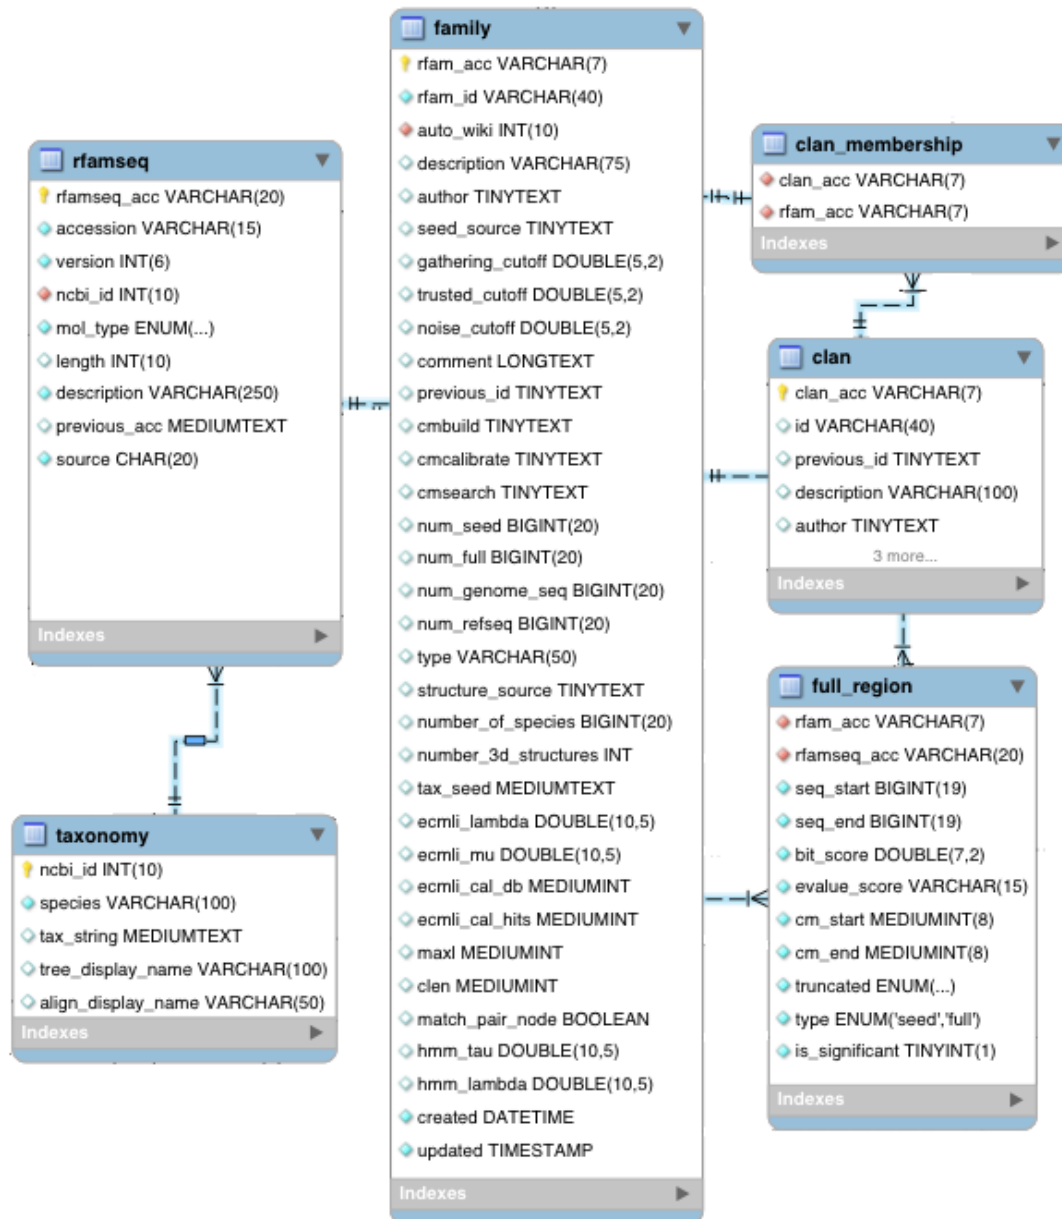 family
rfam_acc VARCHAR(7)
rfam_id VARCHAR(40)
auto_wiki INT(10)
description VARCHAR(75)
author TINYTEXT
seed_source TINYTEXT
gathering_cutoff DOUBLE(5,2)
trusted_cutoff DOUBLE(5,2)
noise_cutoff DOUBLE(5,2)
comment LONGTEXT
previous_id TINYTEXT
cmbuild TINYTEXT
cmcalibrate TINYTEXT
cmsearch TINYTEXT
num_seed BIGINT(20)
num_full BIGINT(20)
num_genome_seq BIGINT(20)
num_refseq BIGINT(20)
type VARCHAR(50)
structure_source TINYTEXT
number_of_species BIGINT(20)
number_3d_structures INT
tax_seed MEDIUMTEXT
ecmli_lambda DOUBLE(10,5)
ecmli_mu DOUBLE(10,5)
ecmli_cal_db MEDIUMINT
ecmli_cal_hits MEDIUMINT
maxl MEDIUMINT
clen MEDIUMINT
match_pair_node BOOLEAN
hmm_tau DOUBLE(10,5)
hmm_lambda DOUBLE(10,5)
created DATETIME
updated TIMESTAMP
Indexes
rfamseq
rfamseq_acc VARCHAR(20)
accession VARCHAR(15)
version INT(6)
ncbi_id INT(10)
mol_type ENUM(...)
length INT(10)
description VARCHAR(250)
previous_acc MEDIUMTEXT
source CHAR(20)
Indexes
taxonomy
ncbi_id INT(10)
species VARCHAR(100)
tax_string MEDIUMTEXT
tree_display_name VARCHAR(100)
align_display_name VARCHAR(50)
Indexes
clan_membership
clan_acc VARCHAR(7)
rfam_acc VARCHAR(7)
Indexes
clan
clan_acc VARCHAR(7)
id VARCHAR(40)
previous_id TINYTEXT
description VARCHAR(100)
author TINYTEXT
3 more...
Indexes
full_region
rfam_acc VARCHAR(7)
rfamseq_acc VARCHAR(20)
seq_start BIGINT(19)
seq_end BIGINT(19)
bit_score DOUBLE(7,2)
evalue_score VARCHAR(15)
cm_start MEDIUMINT(8)
cm_end MEDIUMINT(8)
truncated ENUM(...)
type ENUM('seed','full')
is_significant TINYINT(1)
Indexes